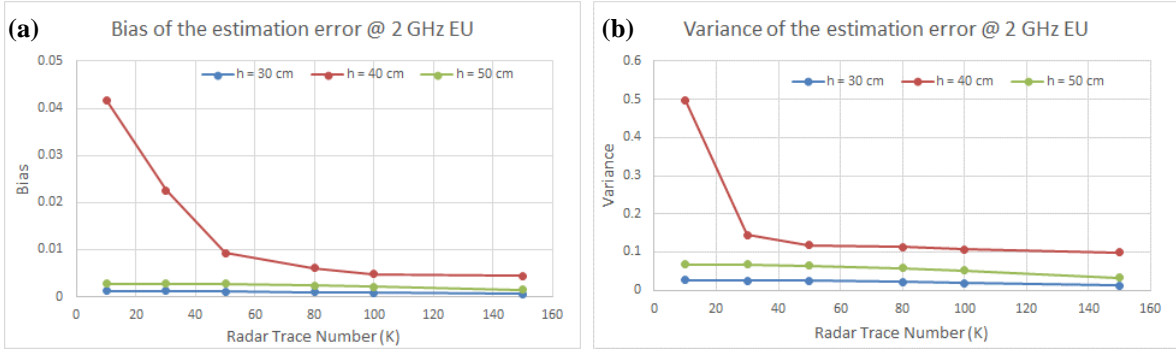 (a)
Bias of the estimation error @ 2 GHz EU
h = 30 cm h = 40 cm h = 50 cm
0.05
0.04
0.03
0.02
0.01
0
Bias
0 20 40 60 80 100 120 140 160
Radar Trace Number (K)
(b)
Variance of the estimation error @ 2 GHz EU
h = 30 cm h = 40 cm h = 50 cm
0.6
0.5
0.4
0.3
0.2
0.1
0
Variance
0 20 40 60 80 100 120 140 160
Radar Trace Number (K)